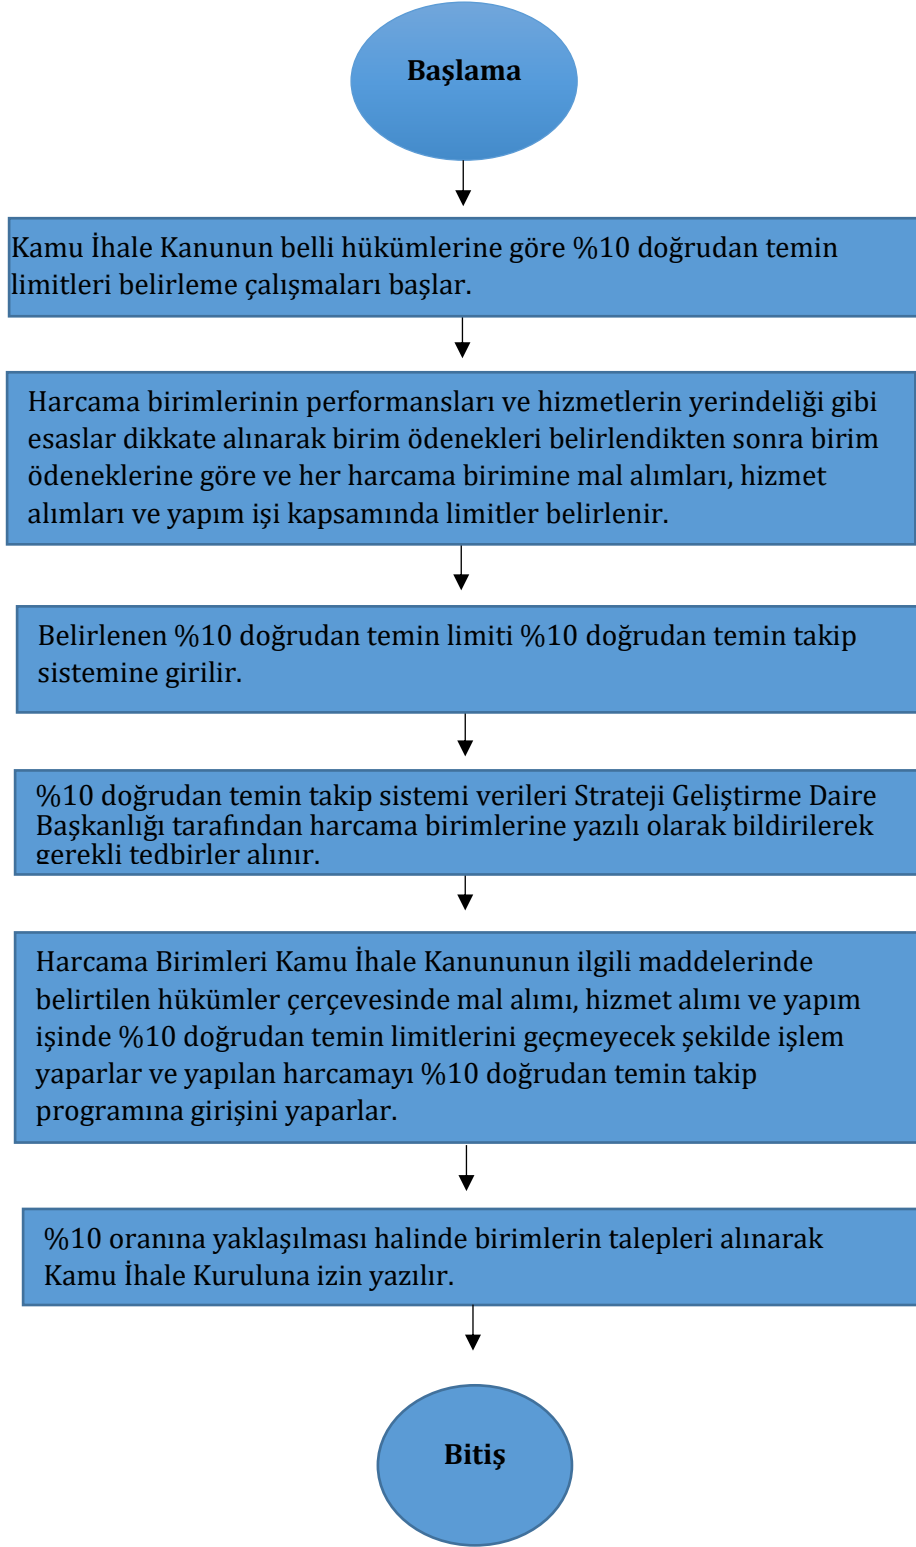 Başlama
Kamu İhale Kanunun belli hükümlerine göre %10 doğrudan temin
limitleri belirleme çalışmaları başlar.
Harcama birimlerinin performansları ve hizmetlerin yerindeliği gibi
esaslar dikkate alınarak birim ödenekleri belirlendikten sonra birim
ödeneklerine göre ve her harcama birimine mal alımları, hizmet
alımları ve yapım işi kapsamında limitler belirlenir.
Belirlenen %10 doğrudan temin limiti %10 doğrudan temin takip
sistemine girilir.
%10 doğrudan temin takip sistemi verileri Strateji Geliştirme Daire
Başkanlığı tarafından harcama birimlerine yazılı olarak bildirilerek
gerekli tedbirler alınır.
Harcama Birimleri Kamu İhale Kanununun ilgili maddelerinde
belirtilen hükümler çerçevesinde mal alımı, hizmet alımı ve yapım
işinde %10 doğrudan temin limitlerini geçmeyecek şekilde işlem
yaparlar ve yapılan harcamayı %10 doğrudan temin takip
programına girişini yaparlar.
%10 oranına yaklaşılması halinde birimlerin talepleri alınarak
Kamu İhale Kuruluna izin yazılır.
Bitiş